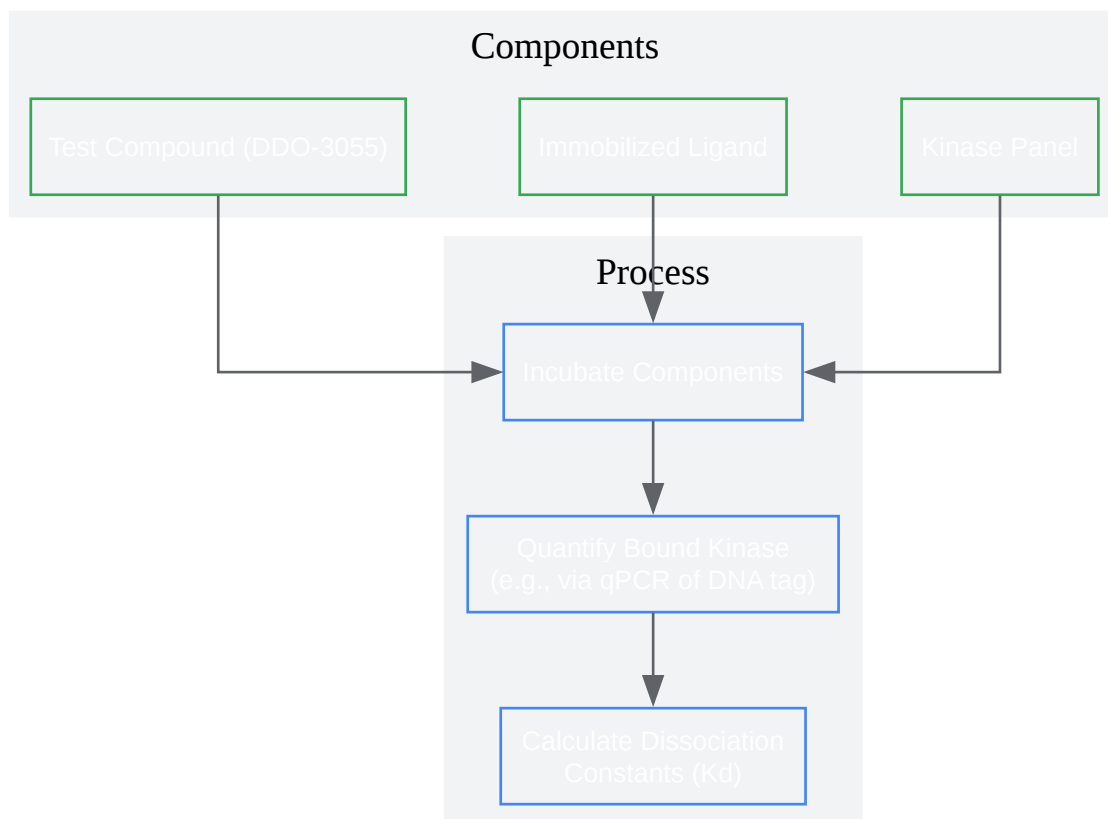 Components
Test Compound (DDO-3055)
Immobilized Ligand
Kinase Panel
Process
Incubate Components
Quantify Bound Kinase
(e.g., via qPCR of DNA tag)
Calculate Dissociation
Constants (Kd)